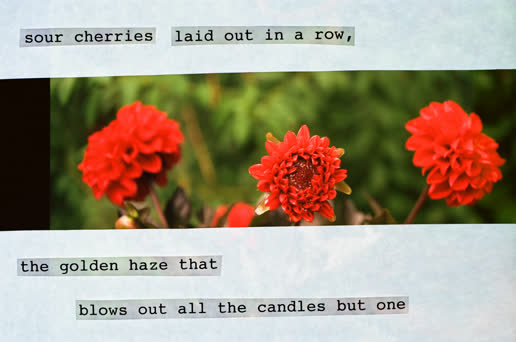 sour cherries laid out in a row,
the golden haze that
blows out all the candles but one